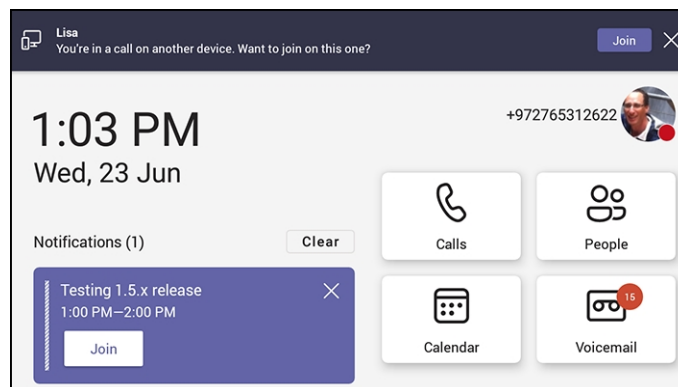 Lisa
You're in a call on another device. Want to join on this one?
Join
1:03 PM
Wed, 23 Jun
+972765312622
Notifications (1)
Clear
Testing 1.5.x release
1:00 PM—2:00 PM
Join
Calls
People
Calendar
15
Voicemail